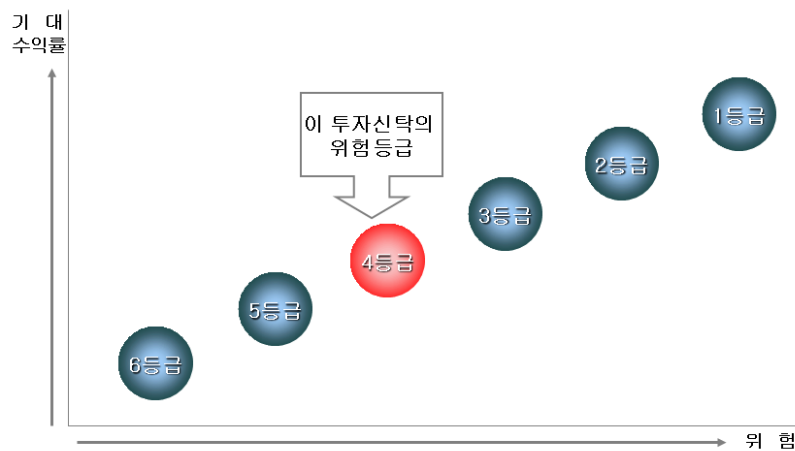 기 대
수익률
이 투자신탁의
위험등급
1등급
2등급
3등급
4등급
5등급
6등급
위 험